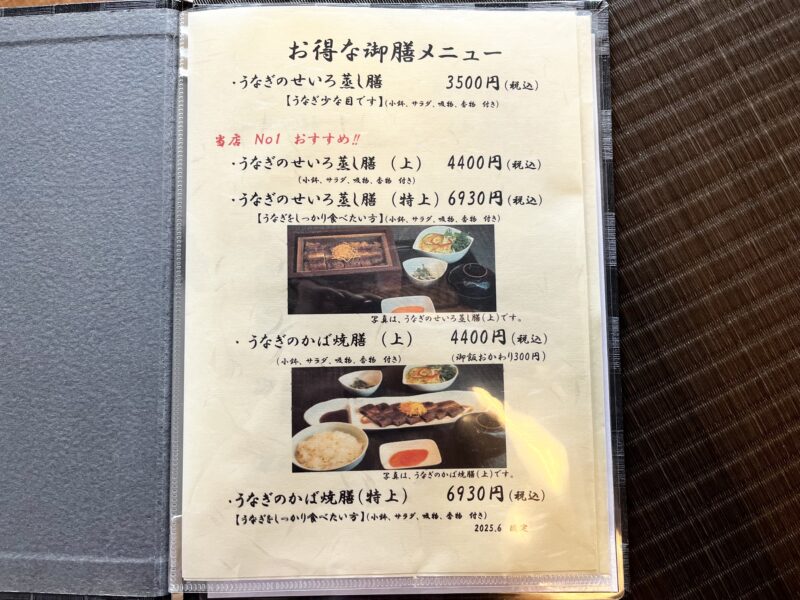 お得な御膳メニュー
・うなぎのせいろ蒸し膳 3500円(税込)
【うなぎ少な目です】(小鉢、サラダ、吸物、香物 付き)
当店 No1 おすすめ!!
・うなぎのせいろ蒸し膳(上) 4400円(税込)
(小鉢、サラダ、吸物、香物 付き)
・うなぎのせいろ蒸し膳(特上) 6930円(税込)
【うなぎをしっかり食べたい方】(小鉢、サラダ、吸物、香物 付き)
写真は、うなぎのせいろ蒸し膳(上)です。
・うなぎのかば焼膳(上) 4400円(税込)
(小鉢、サラダ、吸物、香物 付き) (御飯おかわり300円)
写真は、うなぎのかば焼膳(上)です。
・うなぎのかば焼膳(特上) 6930円(税込)
【うなぎをしっかり食べたい方】(小鉢、サラダ、吸物、香物 付き)
2025.6 改定